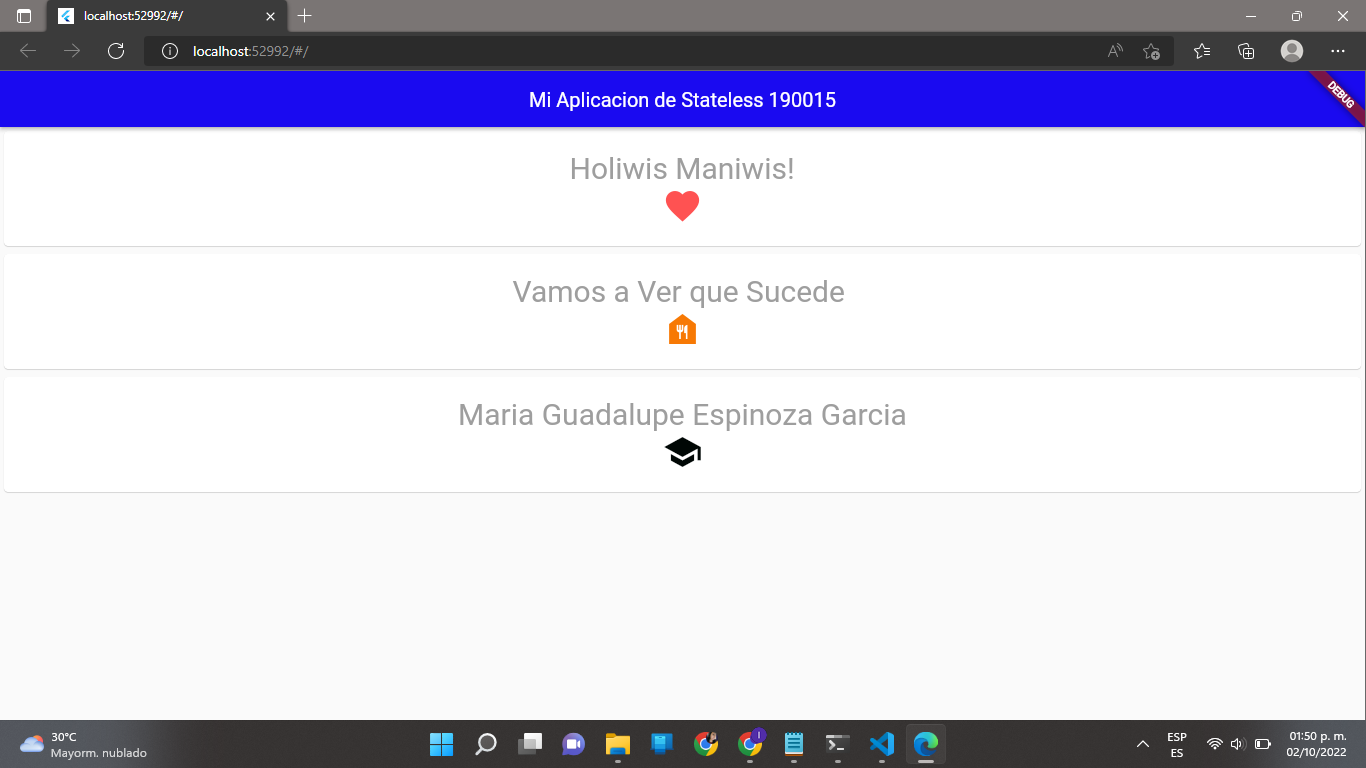 localhost:52992/#/
localhost:52992/#/
Mi Aplicacion de Stateless 190015
DEBUG
Holiwis Maniwis!
Vamos a Ver que Sucede
Maria Guadalupe Espinoza Garcia
30°C
Mayorm. nublado
ESP
ES
01:50 p. m.
02/10/2022